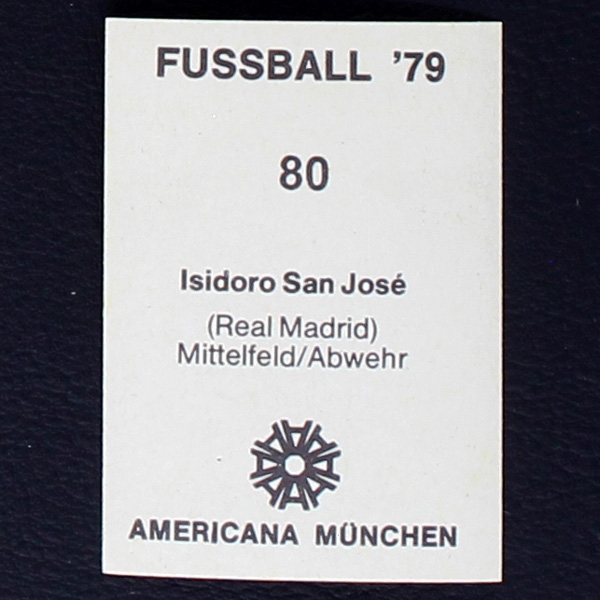 FUSSBALL '79
80
Isidoro San José
(Real Madrid)
Mittelfeld/Abwehr
AMERICANA MÜNCHEN